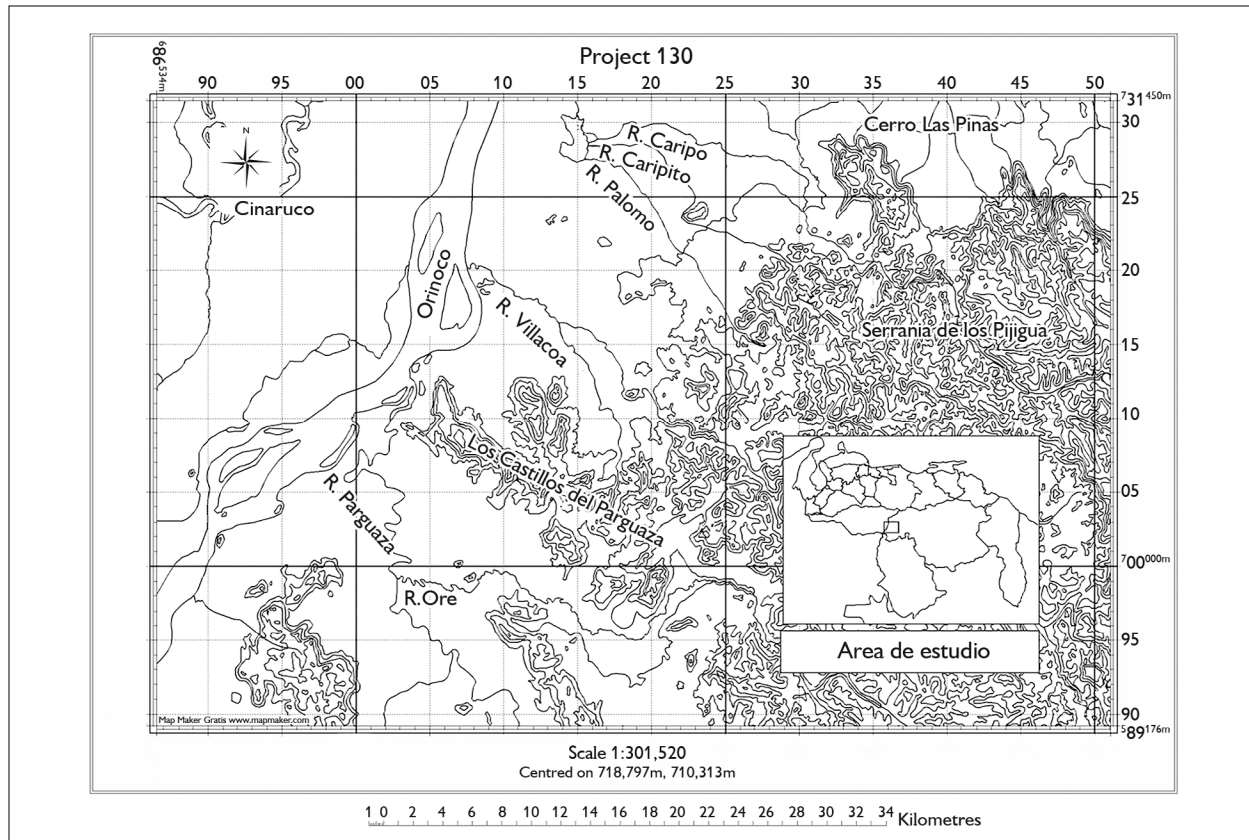 Project 130
⁶86⁵³⁴ᵐ 90 95 00 05 10 15 20 25 30 35 40 45 50
⁷31⁴⁵⁰ᵐ
30
Cerro Las Pinas
R. Caripo
R. Caripito
R. Palomo
N
25
Cinaruco
20
Orinoco
R. Villacoa
Serrania de los Pijigua
15
10
Los Castillos del Parguaza
R. Parguaza
05
⁷00⁰⁰⁰ᵐ
R.Ore
95
Area de estudio
90
Map Maker Gratis www.mapmaker.com
⁵89¹⁷⁶ᵐ
Scale 1:301,520
Centred on 718,797m, 710,313m
1 0 2 4 6 8 10 12 14 16 18 20 22 24 26 28 30 32 34 Kilometres